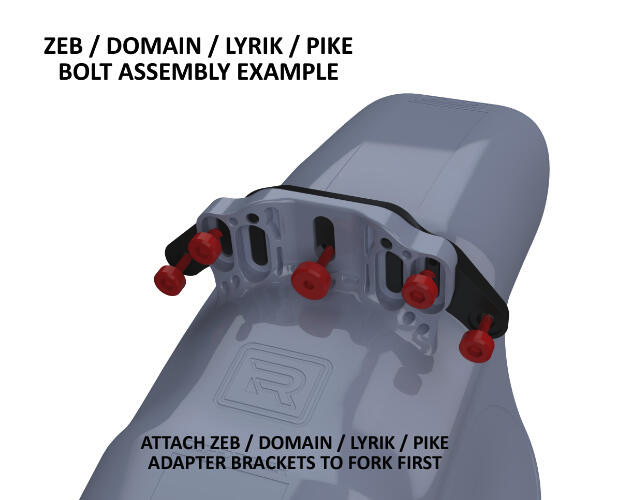 ZEB / DOMAIN / LYRIK / PIKE
BOLT ASSEMBLY EXAMPLE
ATTACH ZEB / DOMAIN / LYRIK / PIKE
ADAPTER BRACKETS TO FORK FIRST